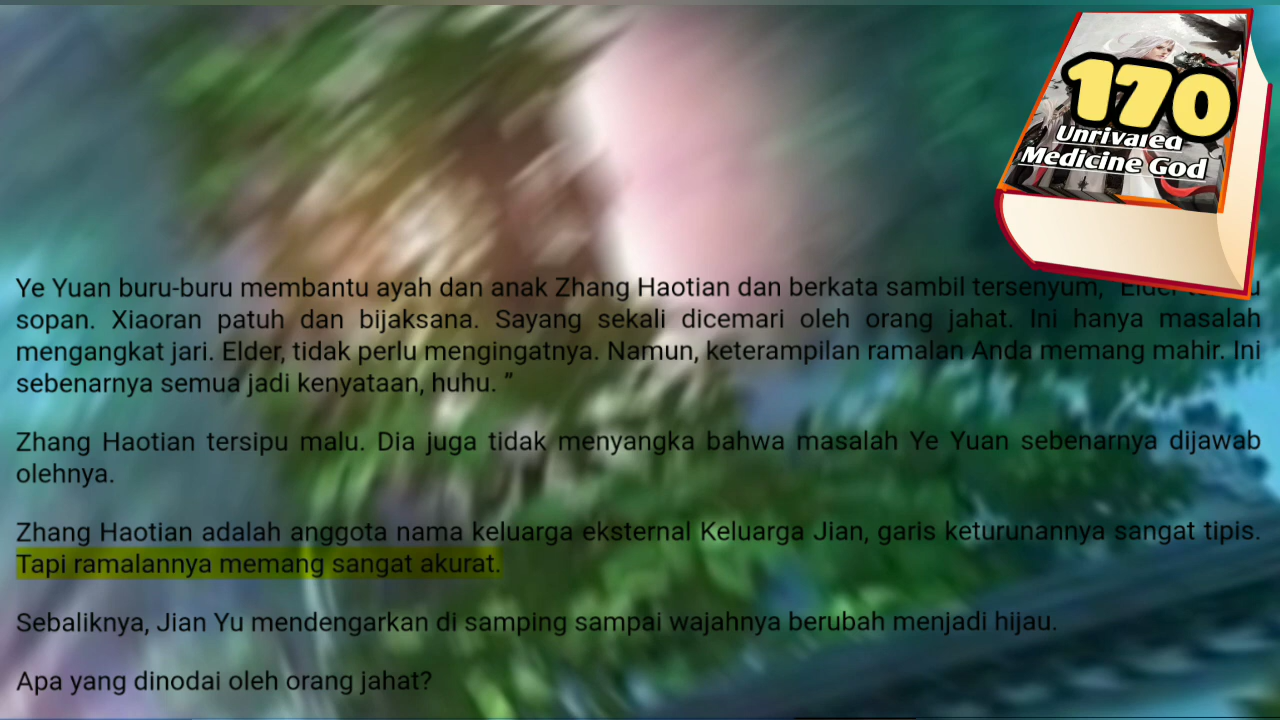 170
Unrivaled
Medicine God
Ye Yuan buru-buru membantu ayah dan anak Zhang Haotian dan berkata sambil tersenyum, “Elder
sopan. Xiaoran patuh dan bijaksana. Sayang sekali dicemari oleh orang jahat. Ini hanya masalah
mengangkat jari. Elder, tidak perlu mengingatnya. Namun, keterampilan ramalan Anda memang mahir. Ini
sebenarnya semua jadi kenyataan, huhu. ”
Zhang Haotian tersipu malu. Dia juga tidak menyangka bahwa masalah Ye Yuan sebenarnya dijawab
olehnya.
Zhang Haotian adalah anggota nama keluarga eksternal Keluarga Jian, garis keturunannya sangat tipis.
Tapi ramalannya memang sangat akurat.
Sebaliknya, Jian Yu mendengarkan di samping sampai wajahnya berubah menjadi hijau.
Apa yang dinodai oleh orang jahat?